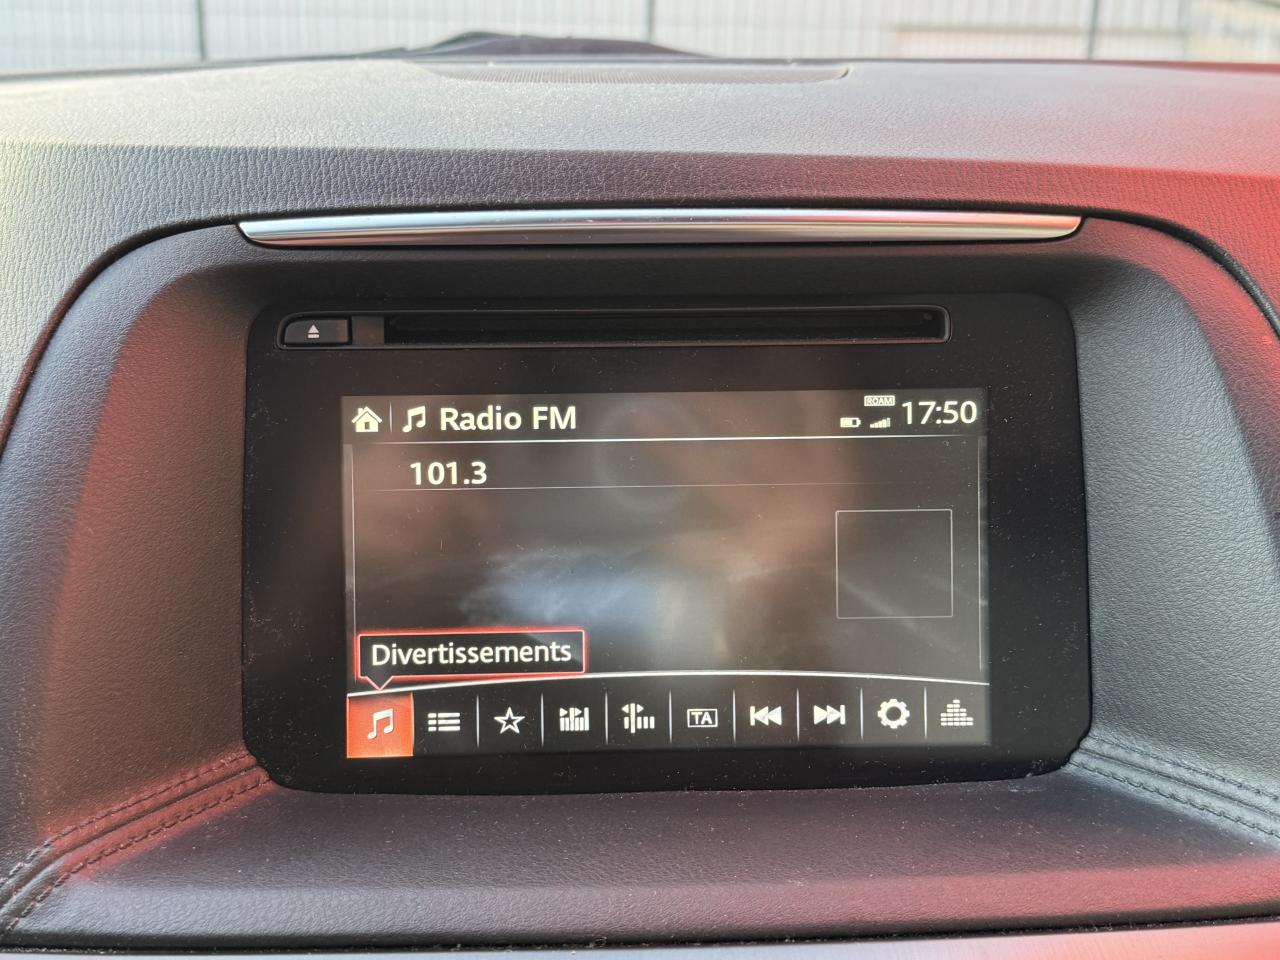 Radio FM
ROAM
17:50
101.3
Divertissements
TA